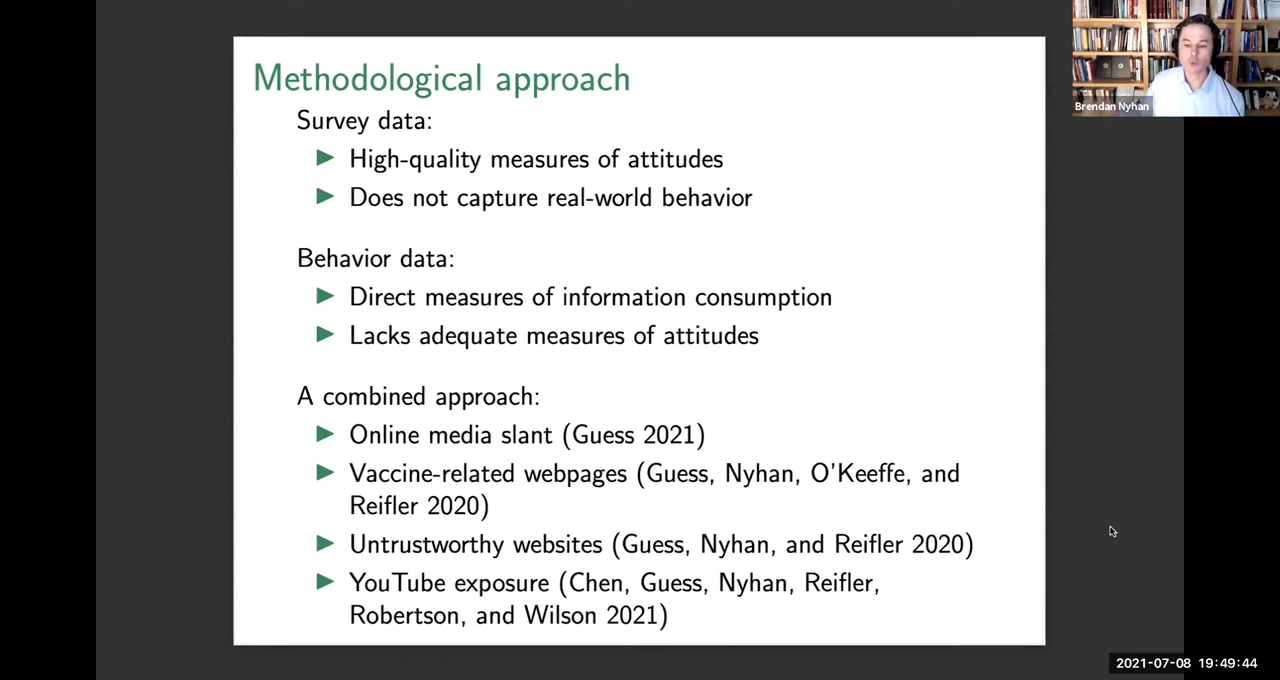 Methodological approach
Survey data:
High-quality measures of attitudes
Does not capture real-world behavior
Behavior data:
Direct measures of information consumption
Lacks adequate measures of attitudes
A combined approach:
Online media slant (Guess 2021)
Vaccine-related webpages (Guess, Nyhan, O'Keeffe, and
Reifler 2020)
Untrustworthy websites (Guess, Nyhan, and Reifler 2020)
YouTube exposure (Chen, Guess, Nyhan, Reifler,
Robertson, and Wilson 2021)
Brendan Nyhan
2021-07-08 19:49:44